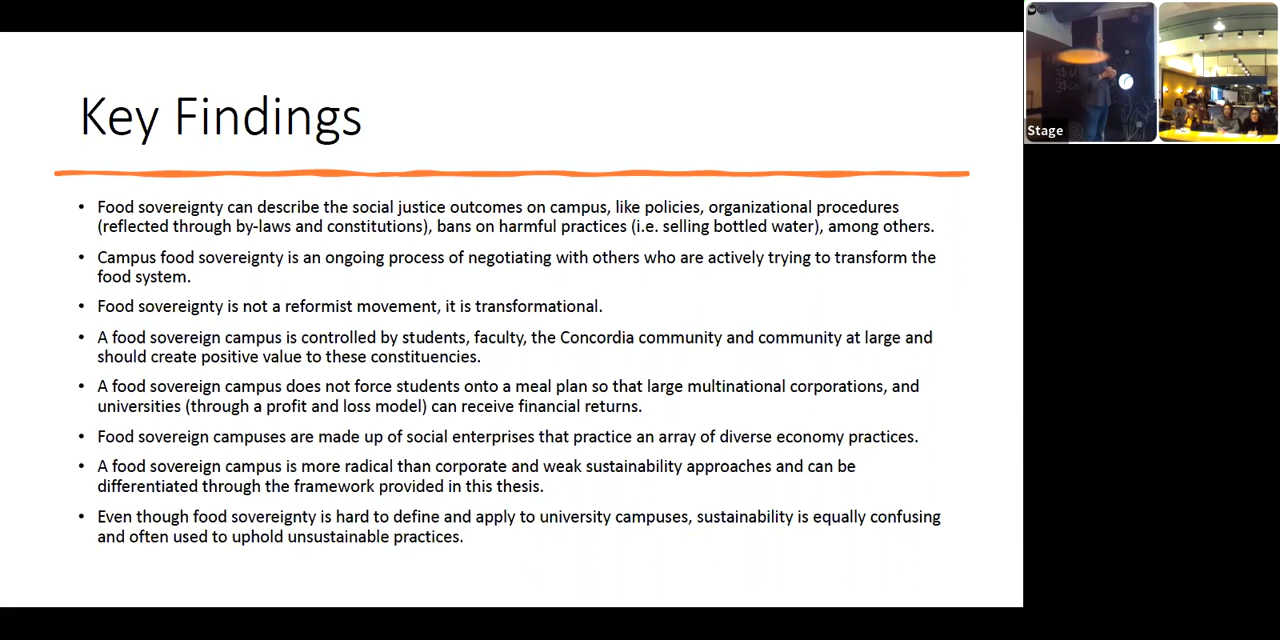 Key Findings
• Food sovereignty can describe the social justice outcomes on campus, like policies, organizational procedures
(reflected through by-laws and constitutions), bans on harmful practices (i.e. selling bottled water), among others.
• Campus food sovereignty is an ongoing process of negotiating with others who are actively trying to transform the
food system.
• Food sovereignty is not a reformist movement, it is transformational.
• A food sovereign campus is controlled by students, faculty, the Concordia community and community at large and
should create positive value to these constituencies.
• A food sovereign campus does not force students onto a meal plan so that large multinational corporations, and
universities (through a profit and loss model) can receive financial returns.
• Food sovereign campuses are made up of social enterprises that practice an array of diverse economy practices.
• A food sovereign campus is more radical than corporate and weak sustainability approaches and can be
differentiated through the framework provided in this thesis.
• Even though food sovereignty is hard to define and apply to university campuses, sustainability is equally confusing
and often used to uphold unsustainable practices.
Stage